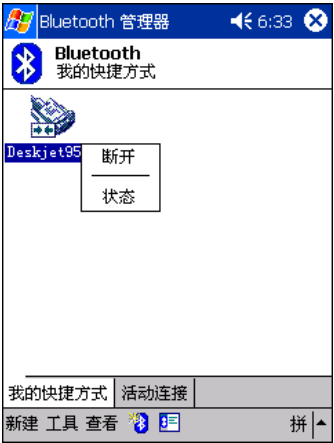 Bluetooth 管理器 6:33
Bluetooth
我的快捷方式
Deskjet95
断开
状态
我的快捷方式 活动连接
新建 工具 查看 拼